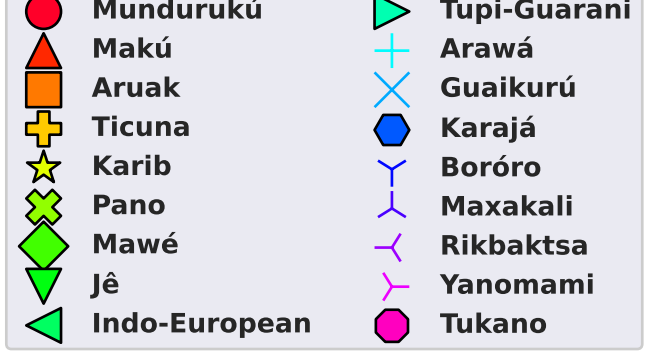 Mundurukú
Makú
Aruak
Ticuna
Karib
Pano
Mawé
Jê
Indo-European
Tupi-Guarani
Arawá
Guaikurú
Karajá
Boróro
Maxakali
Rikbaktsa
Yanomami
Tukano